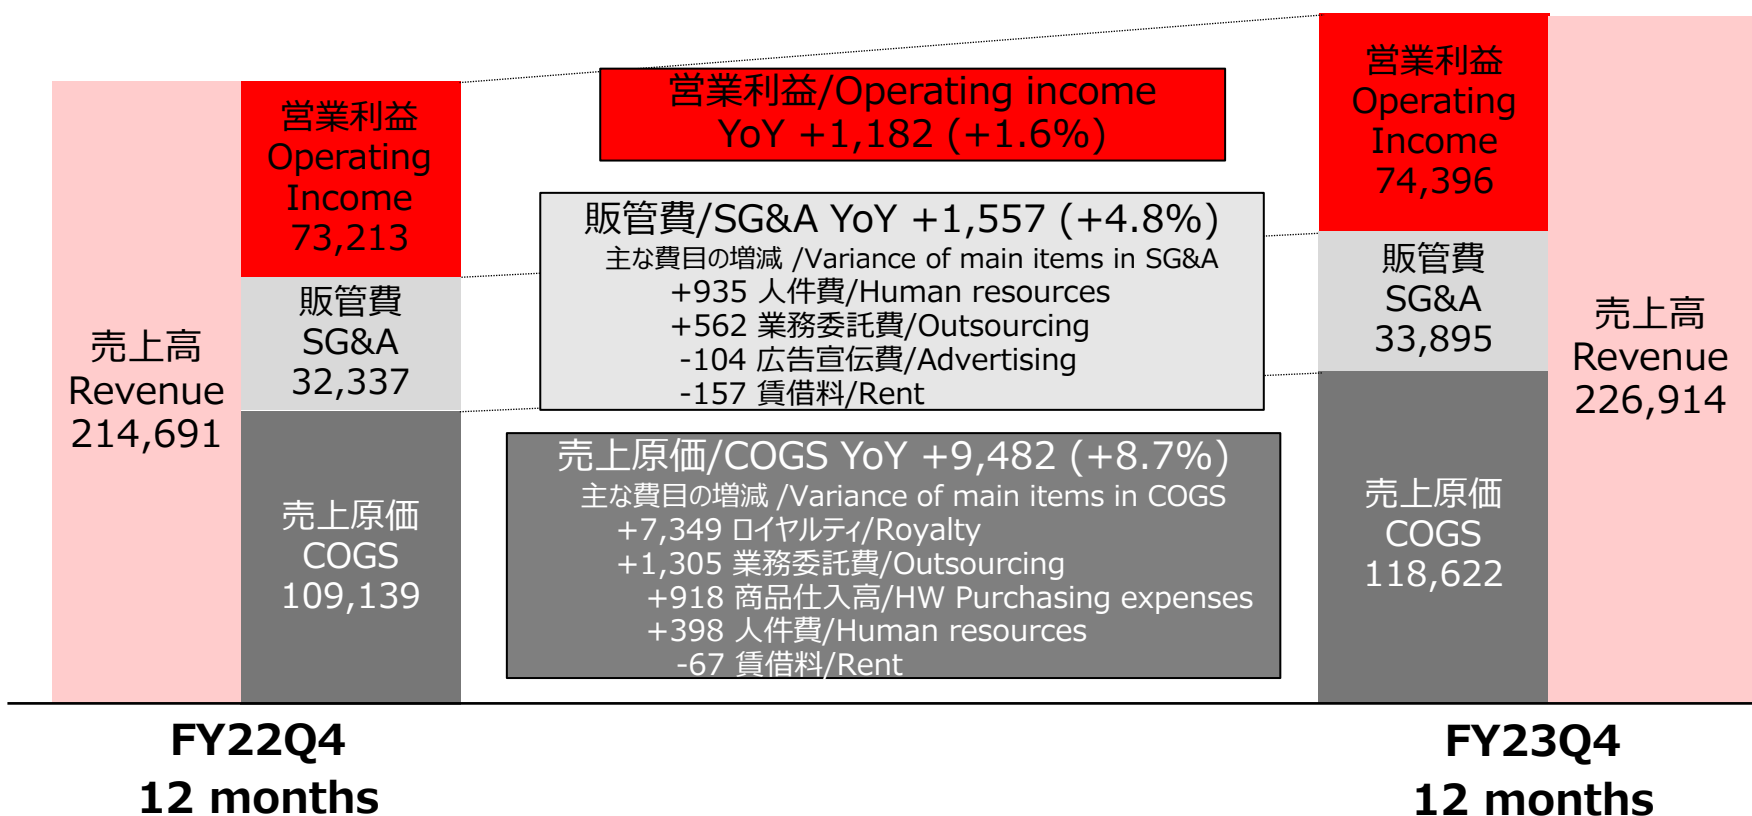 売上高
Revenue
214,691
営業利益
Operating
Income
73,213
販管費
SG&A
32,337
売上原価
COGS
109,139
営業利益/Operating income
YoY +1,182 (+1.6%)
販管費/SG&A YoY +1,557 (+4.8%)
主な費目の増減 /Variance of main items in SG&A
+935 人件費/Human resources
+562 業務委託費/Outsourcing
-104 広告宣伝費/Advertising
-157 賃借料/Rent
売上原価/COGS YoY +9,482 (+8.7%)
主な費目の増減 /Variance of main items in COGS
+7,349 ロイヤルティ/Royalty
+1,305 業務委託費/Outsourcing
+918 商品仕入高/HW Purchasing expenses
+398 人件費/Human resources
-67 賃借料/Rent
営業利益
Operating
Income
74,396
販管費
SG&A
33,895
売上原価
COGS
118,622
売上高
Revenue
226,914
FY22Q4
12 months
FY23Q4
12 months